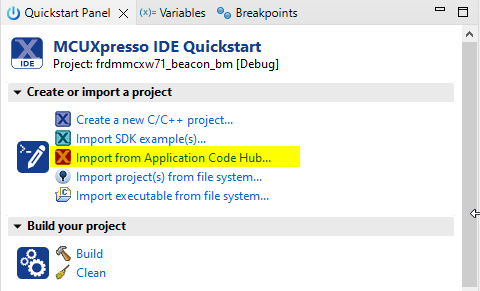 Quickstart Panel (x)= Variables Breakpoints
IDE
MCUXpresso IDE Quickstart
Project: frdmmcxw71_beacon_bm [Debug]
Create or import a project
Create a new C/C++ project...
Import SDK example(s)...
Import from Application Code Hub...
Import project(s) from file system...
Import executable from file system...
Build your project
Build
Clean